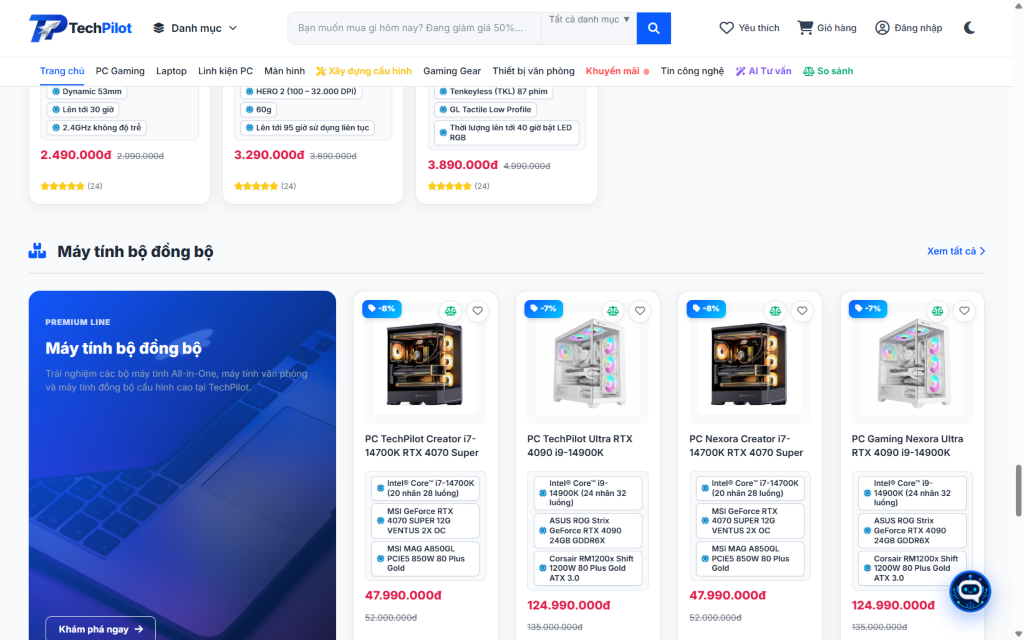 TechPilot
Danh mục
Bạn muốn mua gì hôm nay? Đang giảm giá 50%...
Tất cả danh mục
Yêu thích
Giỏ hàng
Đăng nhập
Trang chủ
PC Gaming
Laptop
Linh kiện PC
Màn hình
Xây dựng cấu hình
Gaming Gear
Thiết bị văn phòng
Khuyến mãi
Tin công nghệ
AI Tư vấn
So sánh
Dynamic 53mm
Lên tới 30 giờ
2.4GHz không độ trễ
2.490.000đ 2.990.000đ
(24)
HERO 2 (100 – 32.000 DPI)
60g
Lên tới 95 giờ sử dụng liên tục
3.290.000đ 3.690.000đ
(24)
Tenkeyless (TKL) 87 phím
GL Tactile Low Profile
Thời lượng lên tới 40 giờ bật LED
RGB
3.890.000đ 4.990.000đ
(24)
Máy tính bộ đồng bộ
Xem tất cả
PREMIUM LINE
Máy tính bộ đồng bộ
Trải nghiệm các bộ máy tính All-in-One, máy tính văn phòng
và máy tính đồng bộ cấu hình cao tại TechPilot.
Khám phá ngay
-8%
PC TechPilot Creator i7-
14700K RTX 4070 Super
Intel® Core™ i7-14700K
(20 nhân 28 luồng)
MSI GeForce RTX
4070 SUPER 12G
VENTUS 2X OC
MSI MAG A850GL
PCIE5 850W 80 Plus
Gold
47.990.000đ
52.000.000đ
-7%
PC TechPilot Ultra RTX
4090 i9-14900K
Intel® Core™ i9-
14900K (24 nhân 32
luồng)
ASUS ROG Strix
GeForce RTX 4090
24GB GDDR6X
Corsair RM1200x Shift
1200W 80 Plus Gold
ATX 3.0
124.990.000đ
135.000.000đ
-8%
PC Nexora Creator i7-
14700K RTX 4070 Super
Intel® Core™ i7-14700K
(20 nhân 28 luồng)
MSI GeForce RTX
4070 SUPER 12G
VENTUS 2X OC
MSI MAG A850GL
PCIE5 850W 80 Plus
Gold
47.990.000đ
52.000.000đ
-7%
PC Gaming Nexora Ultra
RTX 4090 i9-14900K
Intel® Core™ i9-
14900K (24 nhân 32
luồng)
ASUS ROG Strix
GeForce RTX 4090
24GB GDDR6X
Corsair RM1200x Shift
1200W 80 Plus Gold
ATX 3.0
124.990.000đ
135.000.000đ